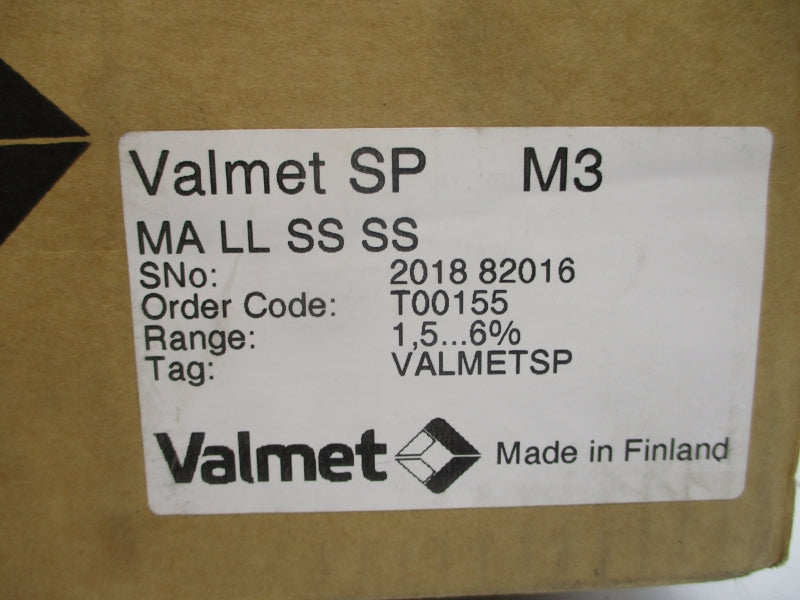 Valmet SP M3
MA LL SS SS
SNo: 2018 82016
Order Code: T00155
Range: 1,5...6%
Tag: VALMETSP
Valmet Made in Finland